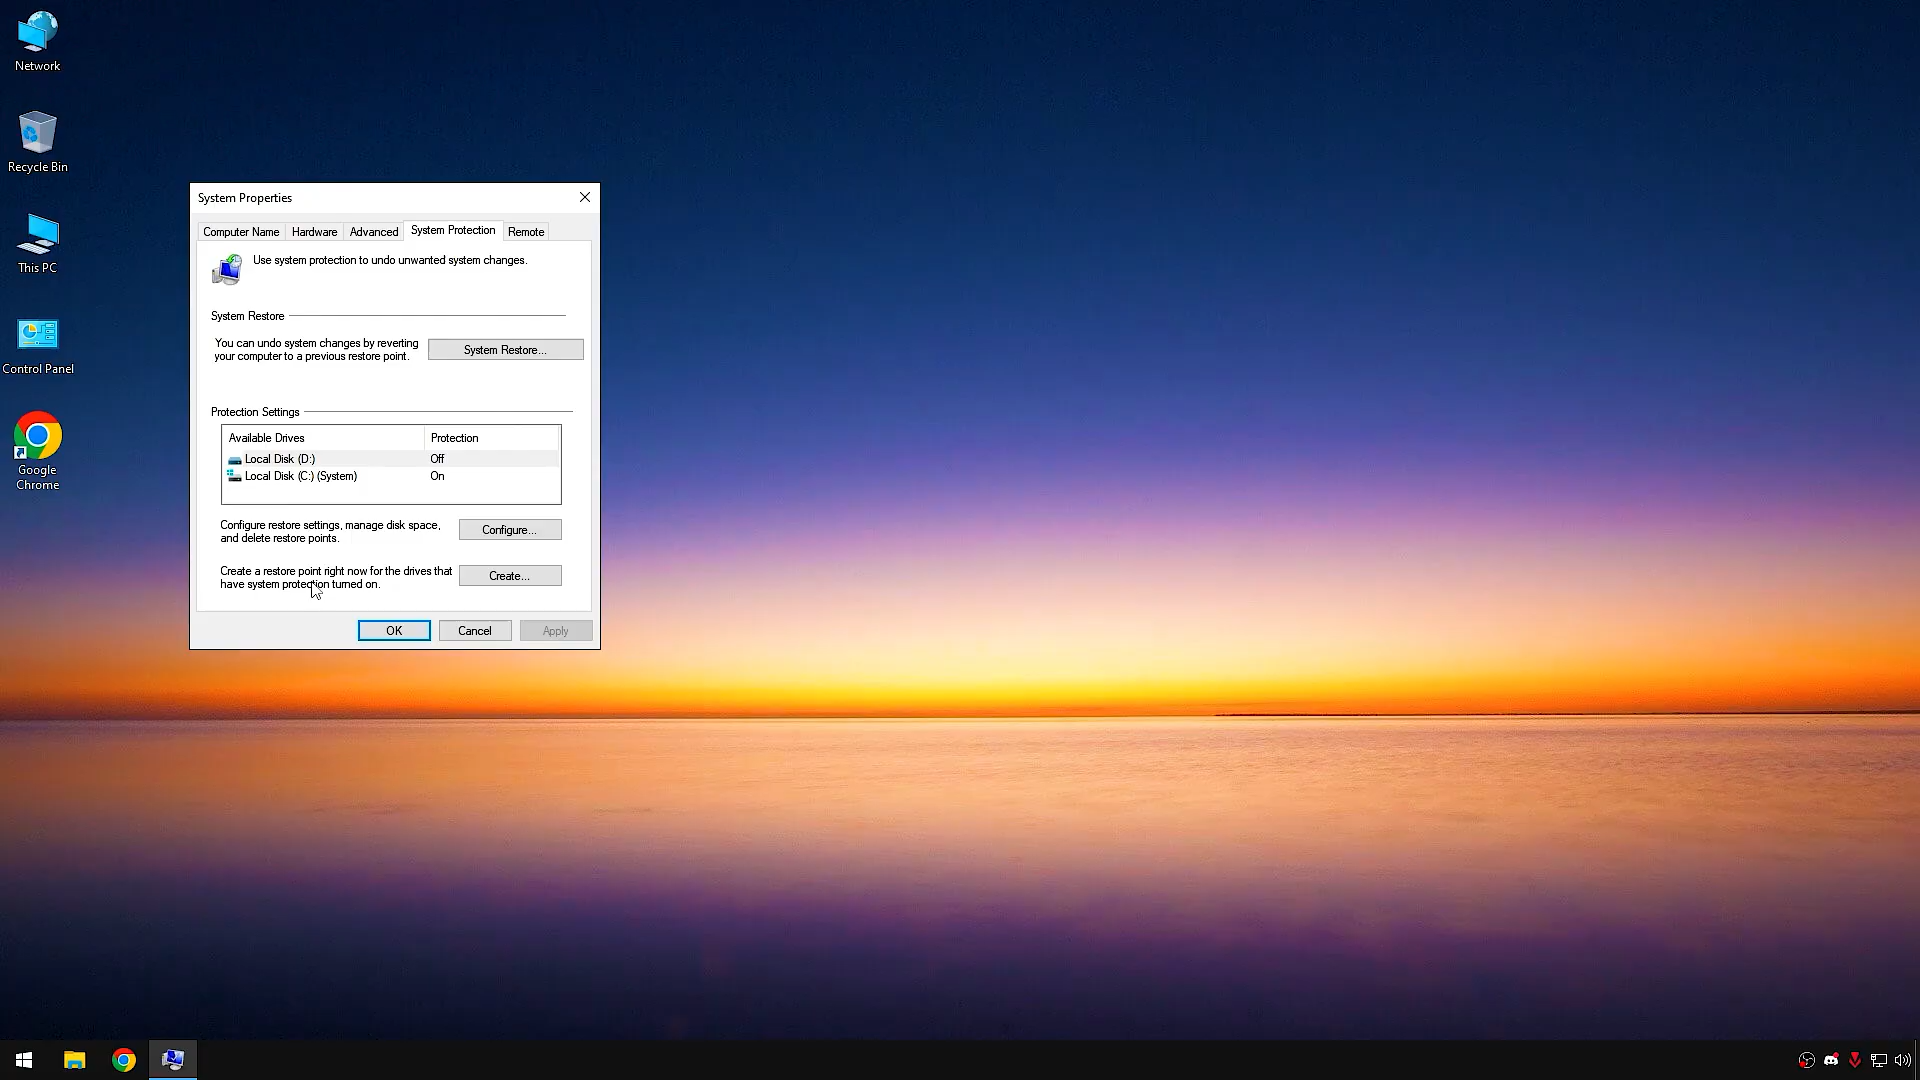 Network
Recycle Bin
This PC
Control Panel
Google
Chrome
System Properties
Computer Name
Hardware
Advanced
System Protection
Remote
Use system protection to undo unwanted system changes.
System Restore
You can undo system changes by reverting
your computer to a previous restore point.
System Restore...
Protection Settings
Available Drives
Protection
Local Disk (D:)
Off
Local Disk (C:) (System)
On
Configure restore settings, manage disk space,
and delete restore points.
Configure...
Create a restore point right now for the drives that
have system protection turned on.
Create...
OK
Cancel
Apply